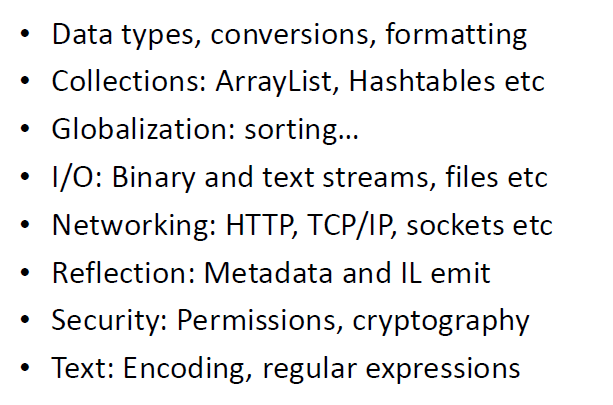 • Data types, conversions, formatting
• Collections: ArrayList, Hashtables etc
• Globalization: sorting…
• I/O: Binary and text streams, files etc
• Networking: HTTP, TCP/IP, sockets etc
• Reflection: Metadata and IL emit
• Security: Permissions, cryptography
• Text: Encoding, regular expressions